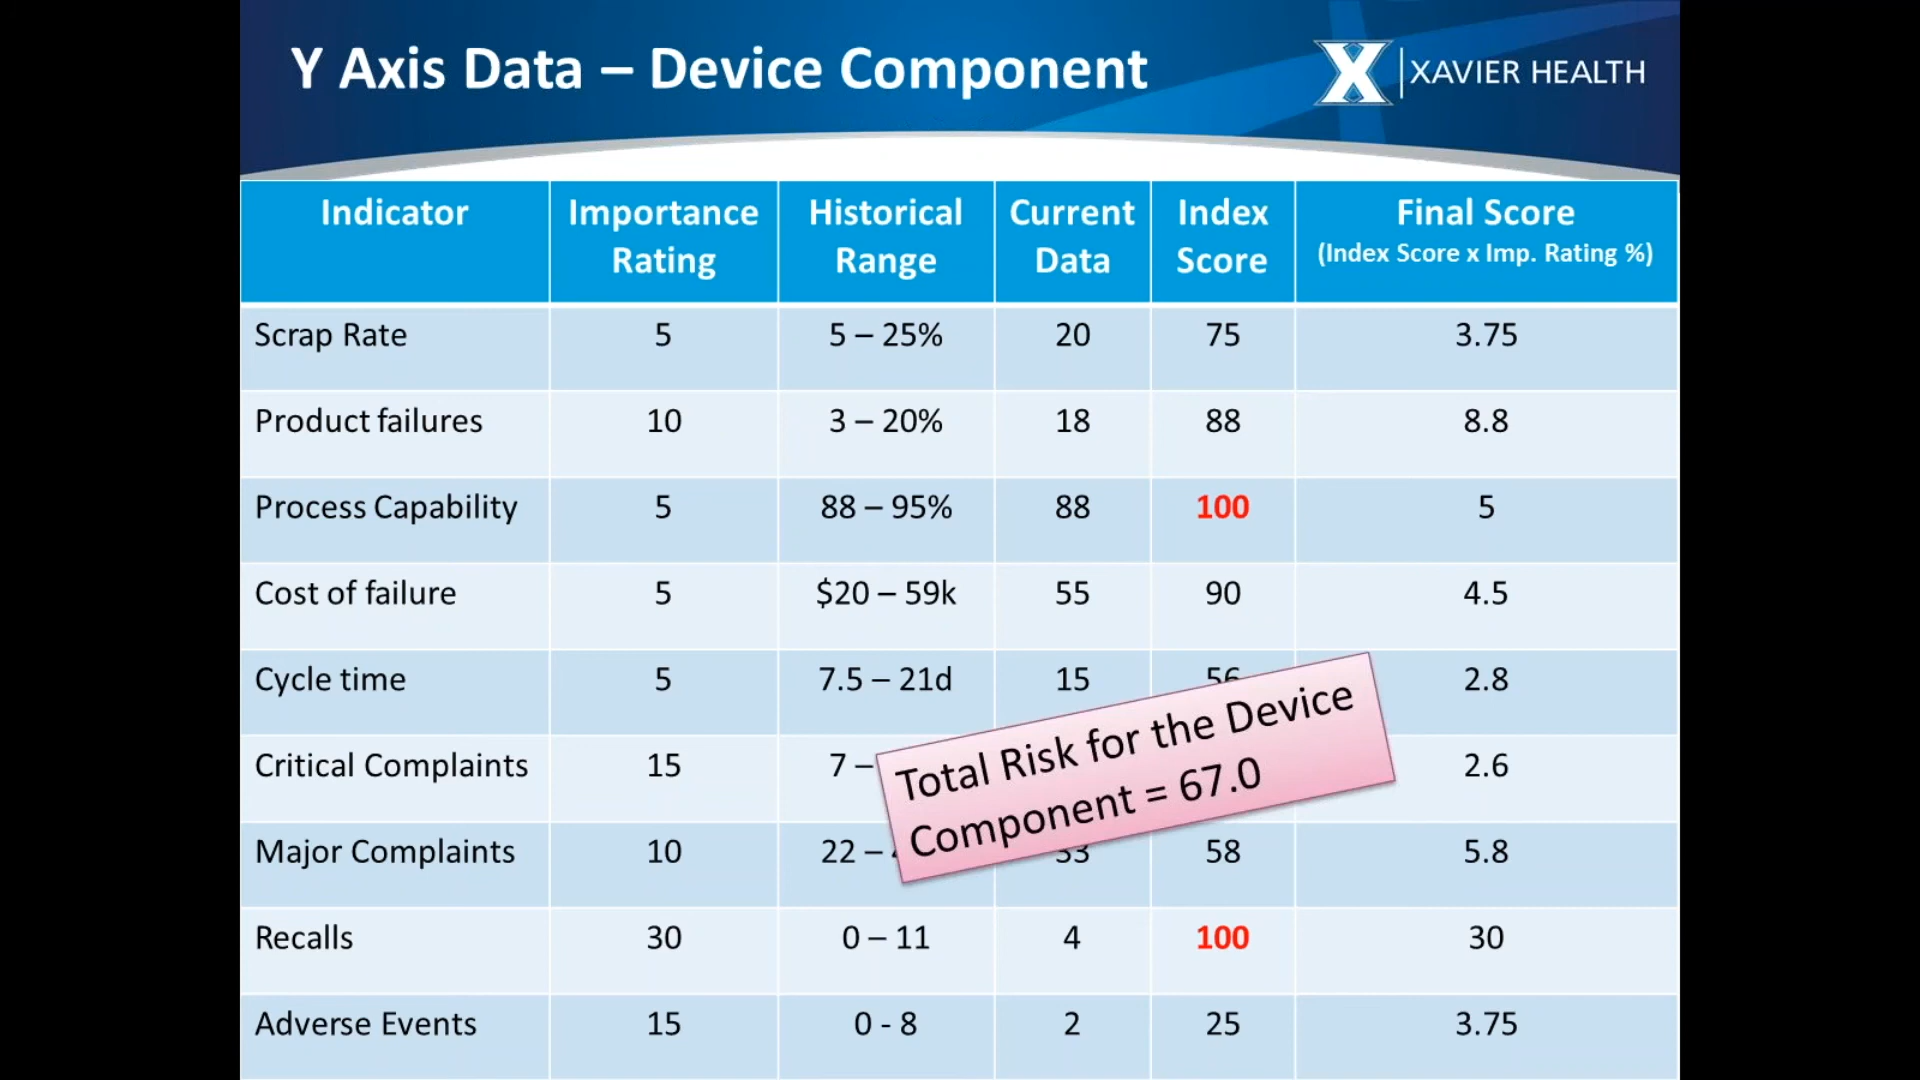 Y Axis Data – Device Component
X XAVIER HEALTH
Indicator Importance Rating Historical Range Current Data Index Score Final Score (Index Score x Imp. Rating %)
Scrap Rate 5 5 – 25% 20 75 3.75
Product failures 10 3 – 20% 18 88 8.8
Process Capability 5 88 – 95% 88 100 5
Cost of failure 5 $20 – 59k 55 90 4.5
Cycle time 5 7.5 – 21d 15 56 2.8
Critical Complaints 15 7 – 2.6
Major Complaints 10 22 – 33 58 5.8
Recalls 30 0 – 11 4 100 30
Adverse Events 15 0 - 8 2 25 3.75
Total Risk for the Device
Component = 67.0